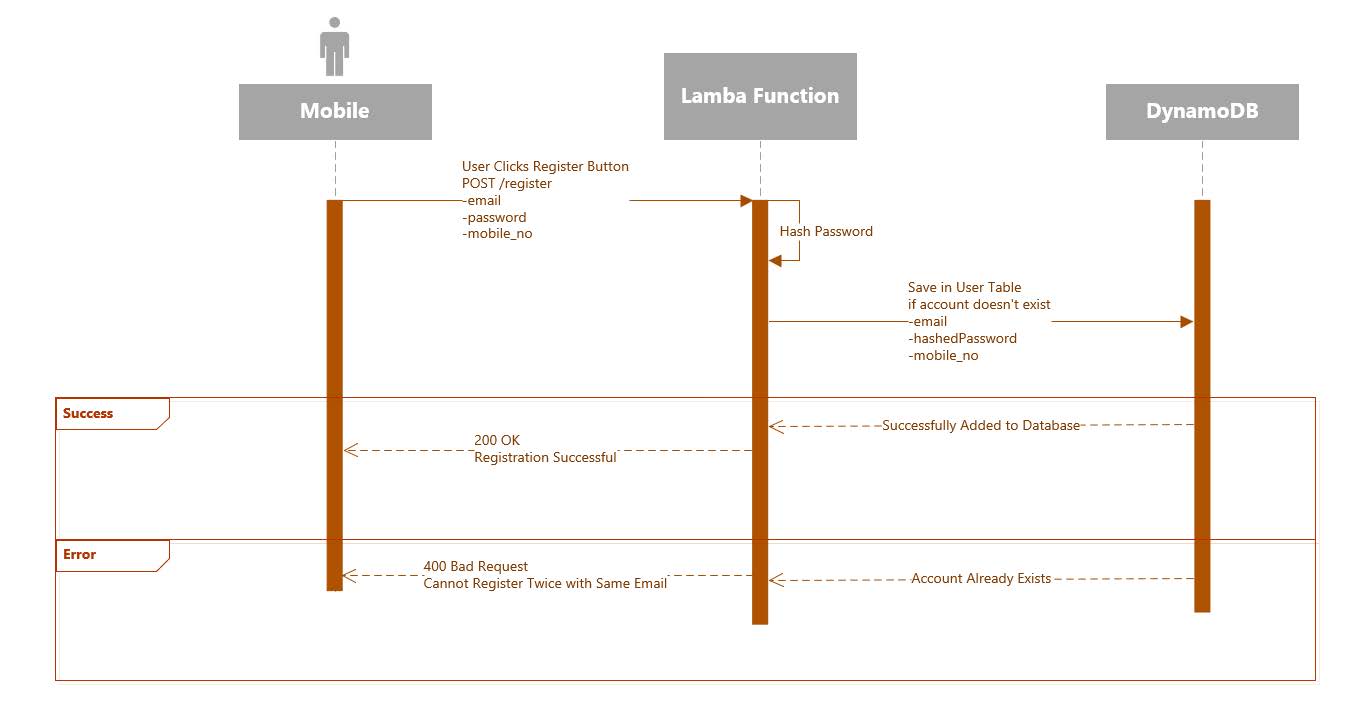 Mobile
Lamba Function
DynamoDB
User Clicks Register Button
POST /register
-email
-password
-mobile_no
Hash Password
Save in User Table
if account doesn't exist
-email
-hashedPassword
-mobile_no
Success
Successfully Added to Database
200 OK
Registration Successful
Error
400 Bad Request
Cannot Register Twice with Same Email
Account Already Exists